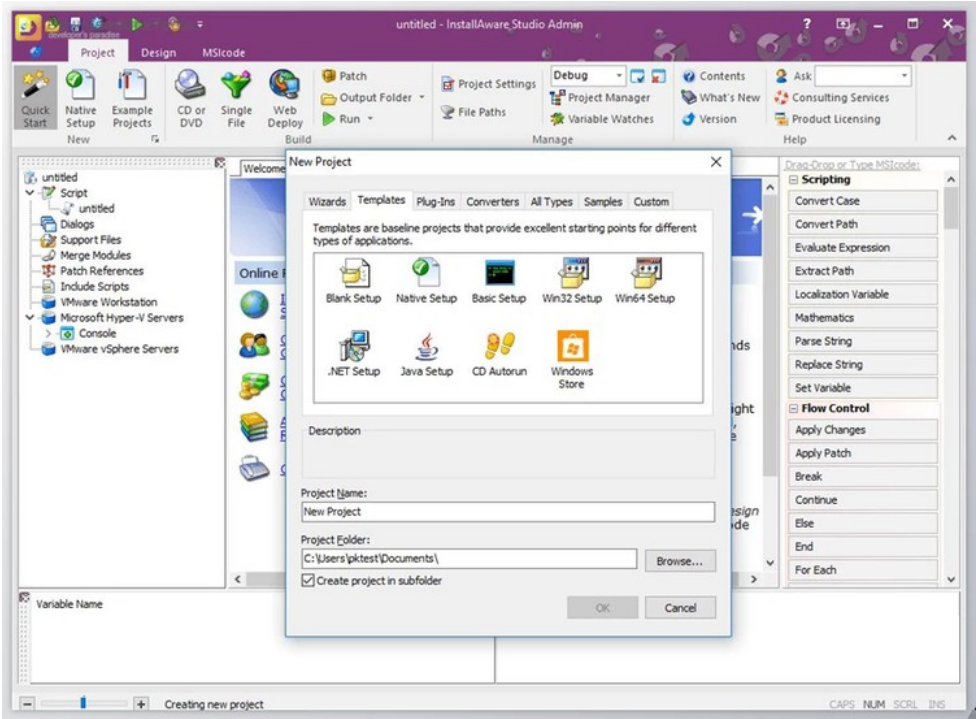 untitled - InstallAware Studio Admin
developer's paradise
Project Design MSIcode
Quick Start
Native Setup
Example Projects
New
CD or DVD
Single File
Web Deploy
Patch
Output Folder
Run
Build
Project Settings
File Paths
Debug
Project Manager
Variable Watches
Manage
Contents
What's New
Version
Ask
Consulting Services
Product Licensing
Help
untitled
Script
untitled
Dialogs
Support Files
Merge Modules
Patch References
Include Scripts
VMware Workstation
Microsoft Hyper-V Servers
Console
VMware vSphere Servers
Welcome
Online
New Project
Wizards Templates Plug-Ins Converters All Types Samples Custom
Templates are baseline projects that provide excellent starting points for different
types of applications.
Blank Setup Native Setup Basic Setup Win32 Setup Win64 Setup
.NET Setup Java Setup CD Autorun Windows
Store
Description
Project Name:
New Project
Project Folder:
C:\Users\pktest\Documents\
Browse...
Create project in subfolder
OK Cancel
nds
ight
esign
de
Drag-Drop or Type MSIcode:
Scripting
Convert Case
Convert Path
Evaluate Expression
Extract Path
Localization Variable
Mathematics
Parse String
Replace String
Set Variable
Flow Control
Apply Changes
Apply Patch
Break
Continue
Else
End
For Each
Variable Name
Creating new project
CAPS NUM SCRL INS